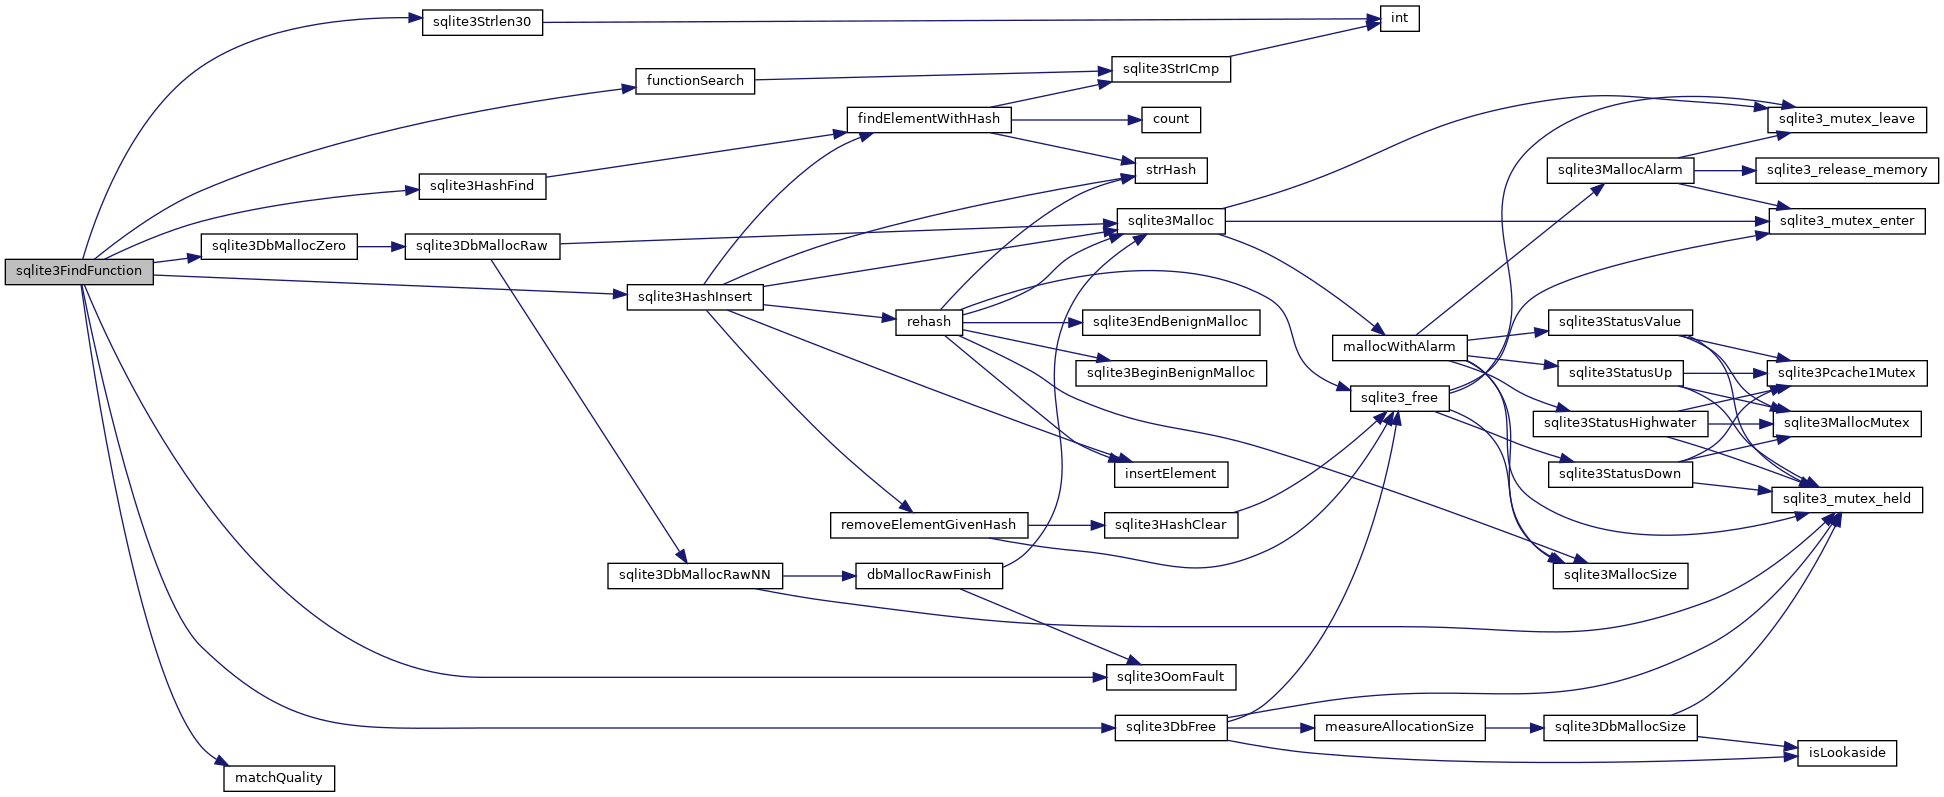 sqlite3Strlen30
int
sqlite3StrICmp
functionSearch
findElementWithHash
count
sqlite3_mutex_leave
strHash
sqlite3MallocAlarm
sqlite3_release_memory
sqlite3HashFind
sqlite3Malloc
sqlite3_mutex_enter
sqlite3DbMallocZero
sqlite3DbMallocRaw
sqlite3FindFunction
sqlite3HashInsert
rehash
sqlite3EndBenignMalloc
sqlite3StatusValue
mallocWithAlarm
sqlite3BeginBenignMalloc
sqlite3StatusUp
sqlite3Pcache1Mutex
sqlite3_free
sqlite3StatusHighwater
sqlite3MallocMutex
insertElement
sqlite3StatusDown
sqlite3_mutex_held
removeElementGivenHash
sqlite3HashClear
sqlite3DbMallocRawNN
dbMallocRawFinish
sqlite3MallocSize
sqlite3OomFault
sqlite3DbFree
measureAllocationSize
sqlite3DbMallocSize
isLookaside
matchQuality